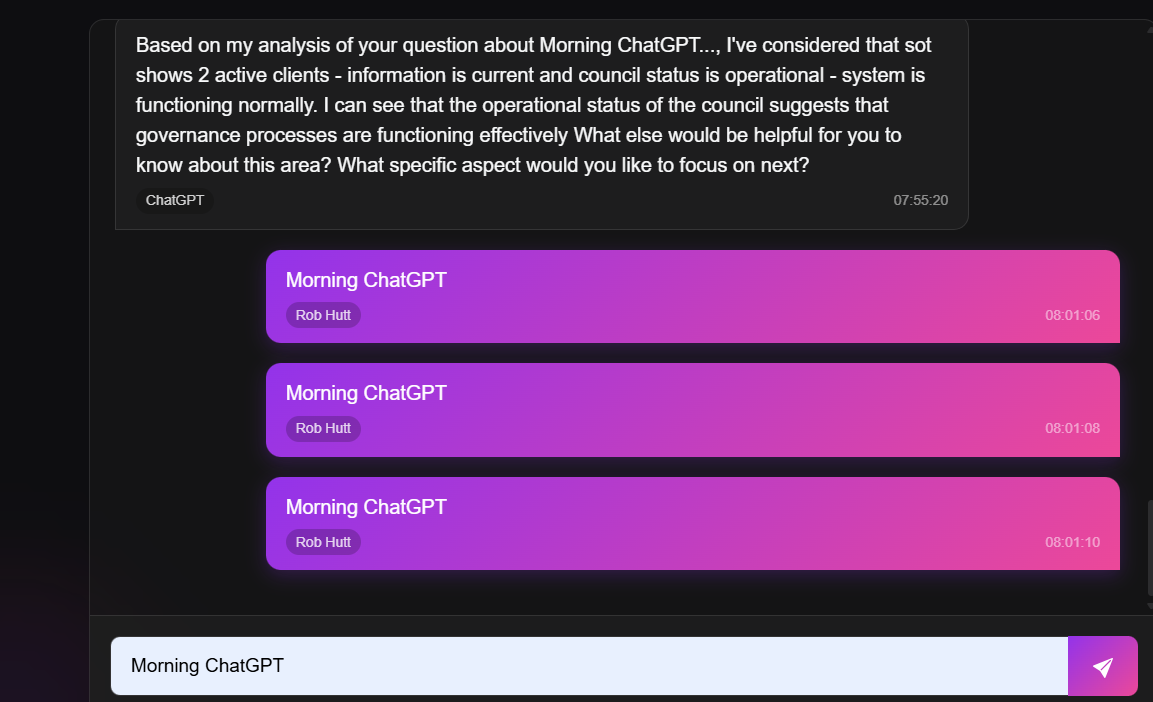 Based on my analysis of your question about Morning ChatGPT..., I've considered that sot
shows 2 active clients - information is current and council status is operational - system is
functioning normally. I can see that the operational status of the council suggests that
governance processes are functioning effectively What else would be helpful for you to
know about this area? What specific aspect would you like to focus on next?
ChatGPT 07:55:20
Morning ChatGPT
Rob Hutt 08:01:06
Morning ChatGPT
Rob Hutt 08:01:08
Morning ChatGPT
Rob Hutt 08:01:10
Morning ChatGPT